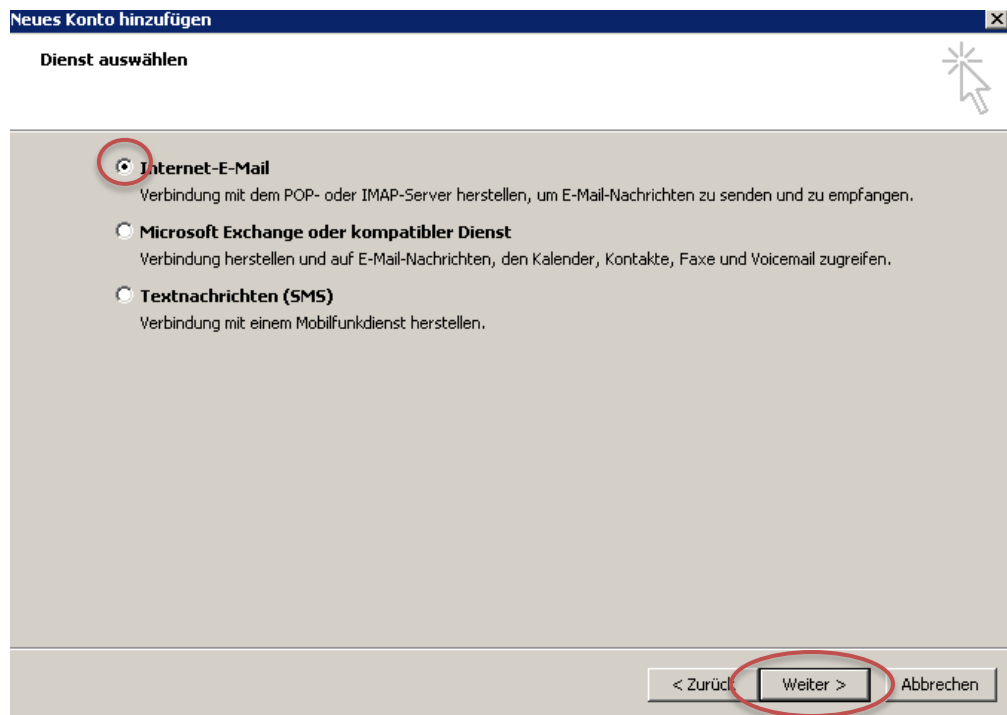 Neues Konto hinzufügen
Dienst auswählen
Internet-E-Mail
Verbindung mit dem POP- oder IMAP-Server herstellen, um E-Mail-Nachrichten zu senden und zu empfangen.
Microsoft Exchange oder kompatibler Dienst
Verbindung herstellen und auf E-Mail-Nachrichten, den Kalender, Kontakte, Faxe und Voicemail zugreifen.
Textnachrichten (SMS)
Verbindung mit einem Mobilfunkdienst herstellen.
< Zurück Weiter > Abbrechen